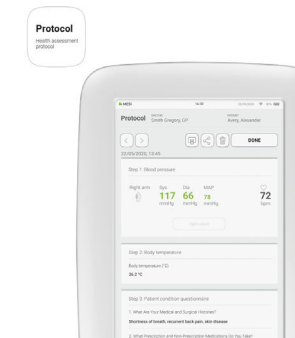 Protocol
Health assessment
protocol
MESI
Protocol
Smith Gregory, GP
Avery, Alexander
DONE
22/05/2023, 13:45
Step 1: Blood pressure
Right arm Sys Dia MAP
117 66 78 72
mmHg mmHg mmHg bpm
Step 2: Body temperature
Body temperature (°C)
36.2 °C
Step 3: Patient condition questionnaire
1. What Are Your Medical and Surgical Histories?
Shortness of breath, recurrent back pain, skin disease
2. What Prescription and Non-Prescription Medications Do You Take?